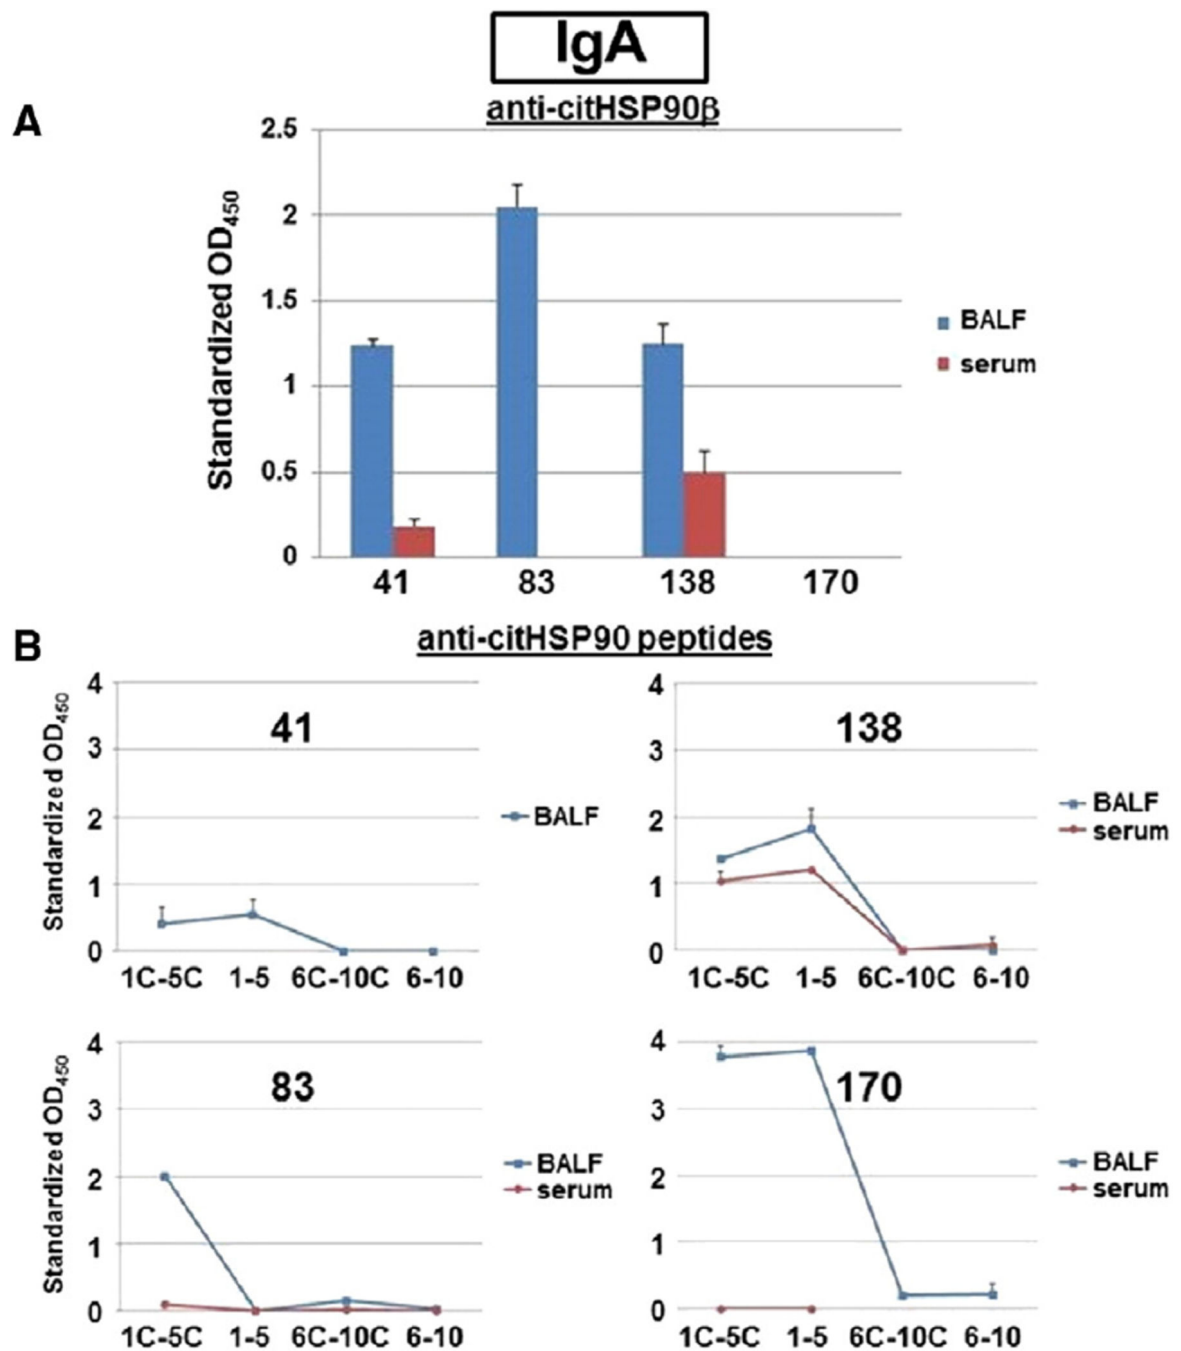 IgA
A
anti-citHSP90β
Standardized OD450
2.5
2
1.5
1
0.5
0
41 83 138 170
BALF
serum
B
anti-citHSP90 peptides
Standardized OD450
4
3
2
1
0
41
1C-5C 1-5 6C-10C 6-10
BALF
4
3
2
1
0
138
1C-5C 1-5 6C-10C 6-10
BALF
serum
Standardized OD450
4
3
2
1
0
83
1C-5C 1-5 6C-10C 6-10
BALF
serum
4
3
2
1
0
170
1C-5C 1-5 6C-10C 6-10
BALF
serum